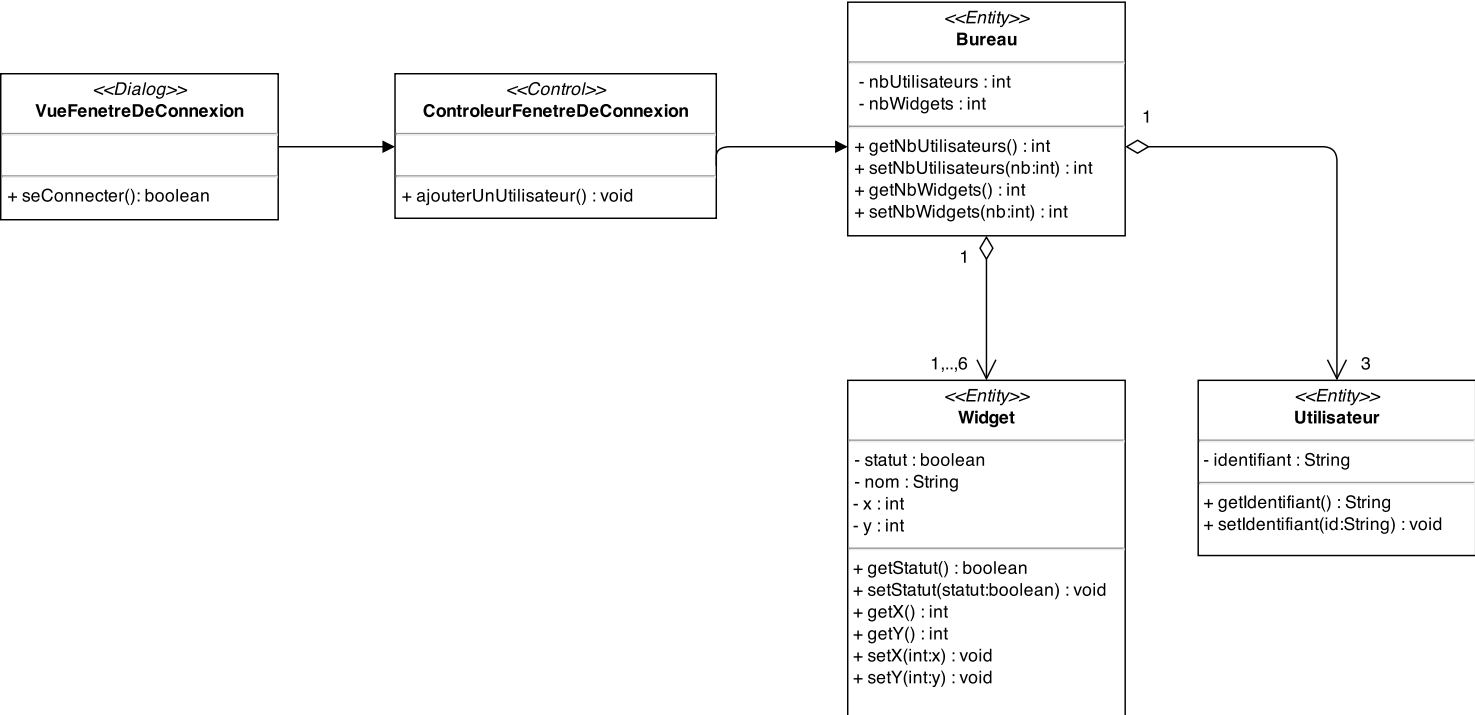 <<Dialog>>
VueFenetreDeConnexion
+ seConnecter(): boolean
<<Control>>
ControleurFenetreDeConnexion
+ ajouterUnUtilisateur() : void
<<Entity>>
Bureau
- nbUtilisateurs : int
- nbWidgets : int
+ getNbUtilisateurs() : int
+ setNbUtilisateurs(nb:int) : int
+ getNbWidgets() : int
+ setNbWidgets(nb:int) : int
1
1
1,..,6
3
<<Entity>>
Widget
- statut : boolean
- nom : String
- x : int
- y : int
+ getStatut() : boolean
+ setStatut(statut:boolean) : void
+ getX() : int
+ getY() : int
+ setX(int:x) : void
+ setY(int:y) : void
<<Entity>>
Utilisateur
- identifiant : String
+ getIdentifiant() : String
+ setIdentifiant(id:String) : void